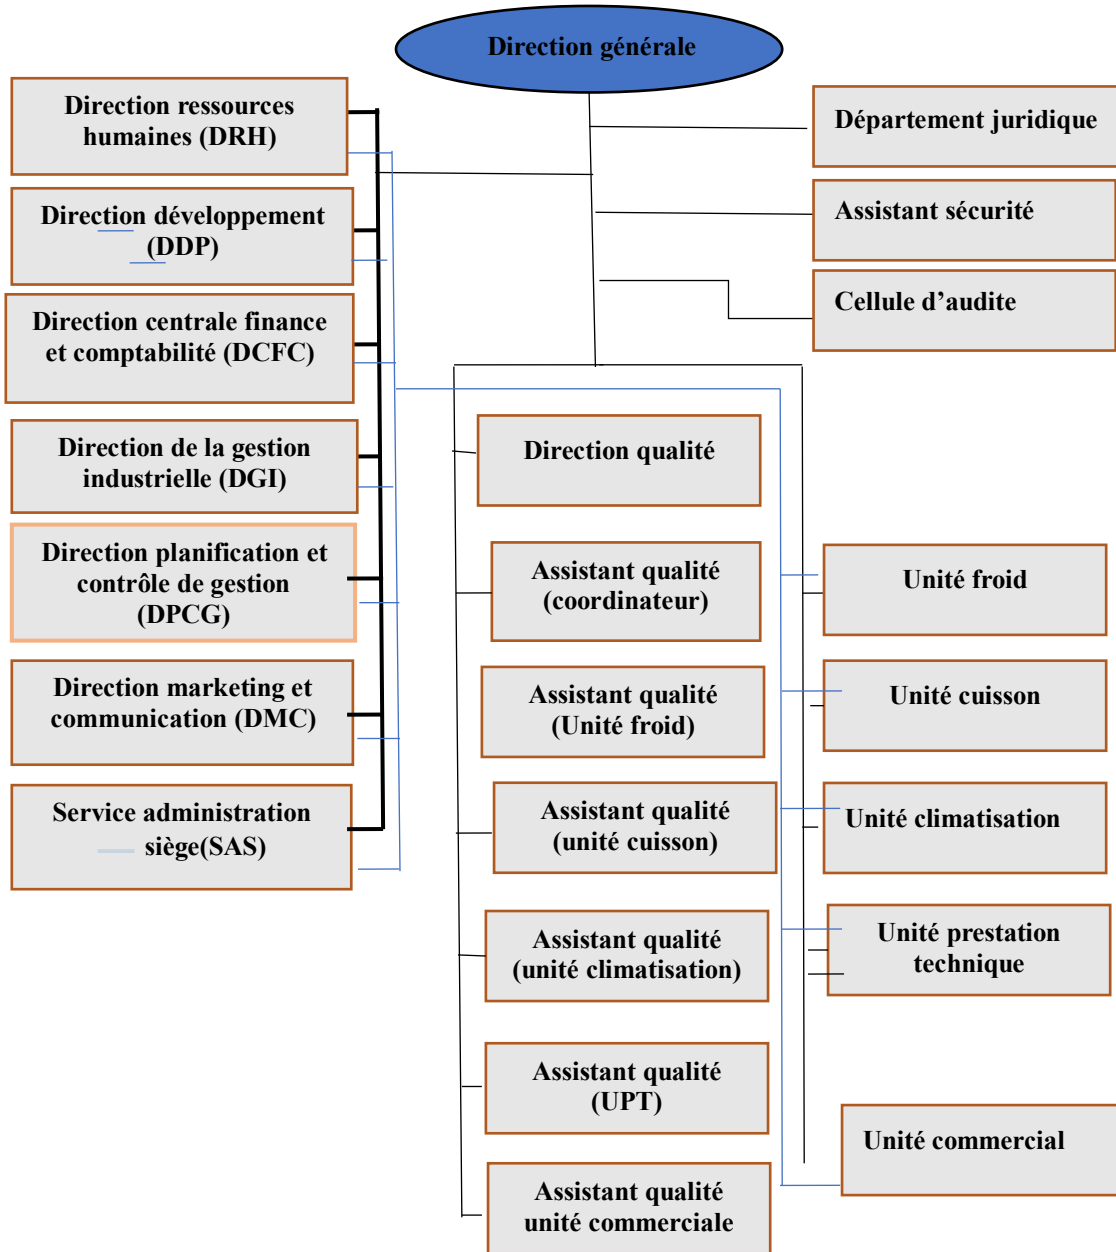 Direction générale
Direction ressources
humaines (DRH)
Direction développement
(DDP)
Direction centrale finance
et comptabilité (DCFC)
Direction de la gestion
industrielle (DGI)
Direction planification et
contrôle de gestion
(DPCG)
Direction marketing et
communication (DMC)
Service administration
siège(SAS)
Département juridique
Assistant sécurité
Cellule d’audite
Direction qualité
Assistant qualité
(coordinateur)
Assistant qualité
(Unité froid)
Assistant qualité
(unité cuisson)
Assistant qualité
(unité climatisation)
Assistant qualité
(UPT)
Assistant qualité
unité commerciale
Unité froid
Unité cuisson
Unité climatisation
Unité prestation
technique
Unité commercial